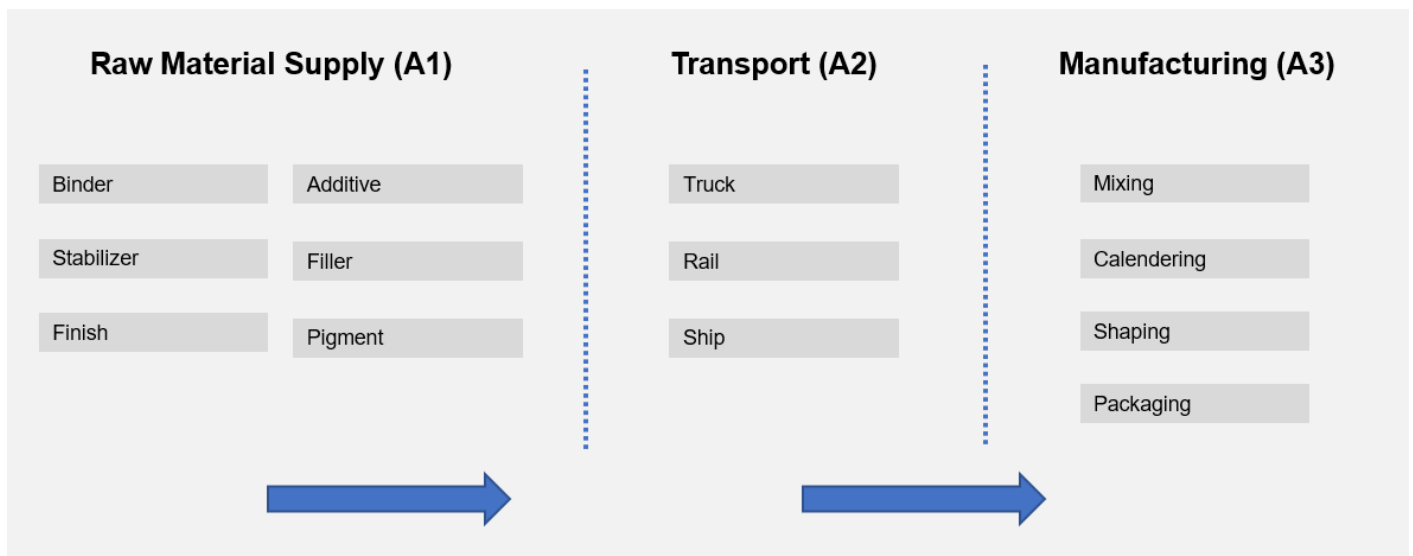 Raw Material Supply (A1)
Binder
Additive
Stabilizer
Filler
Finish
Pigment
Transport (A2)
Truck
Rail
Ship
Manufacturing (A3)
Mixing
Calendering
Shaping
Packaging